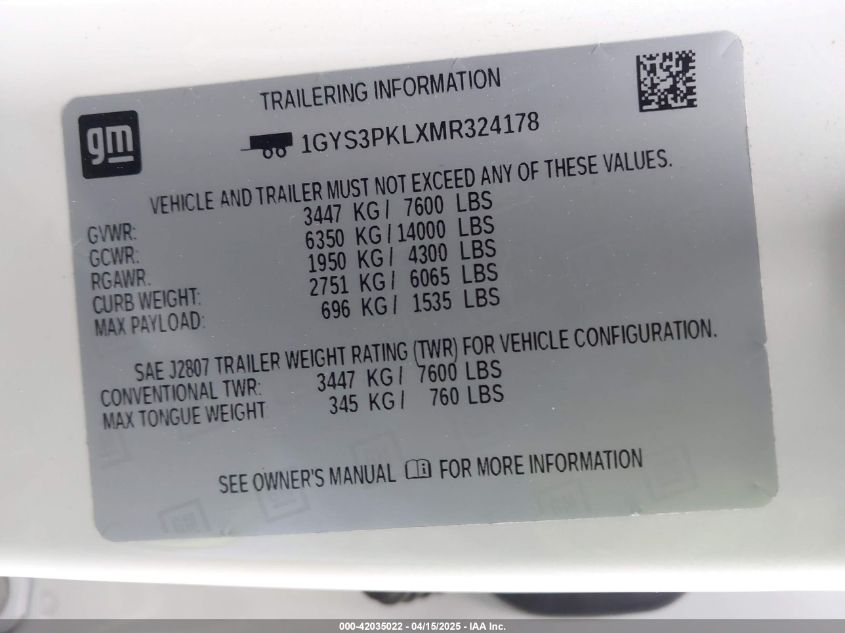 TRAILERING INFORMATION
gm
1GYS3PKLXMR324178
VEHICLE AND TRAILER MUST NOT EXCEED ANY OF THESE VALUES.
GVWR: 3447 KG / 7600 LBS
GCWR: 6350 KG / 14000 LBS
RGAWR. 1950 KG / 4300 LBS
CURB WEIGHT: 2751 KG / 6065 LBS
MAX PAYLOAD: 696 KG / 1535 LBS
SAE J2807 TRAILER WEIGHT RATING (TWR) FOR VEHICLE CONFIGURATION.
CONVENTIONAL TWR: 3447 KG / 7600 LBS
MAX TONGUE WEIGHT 345 KG / 760 LBS
SEE OWNER'S MANUAL FOR MORE INFORMATION
000-42035022 - 04/15/2025 - IAA Inc.